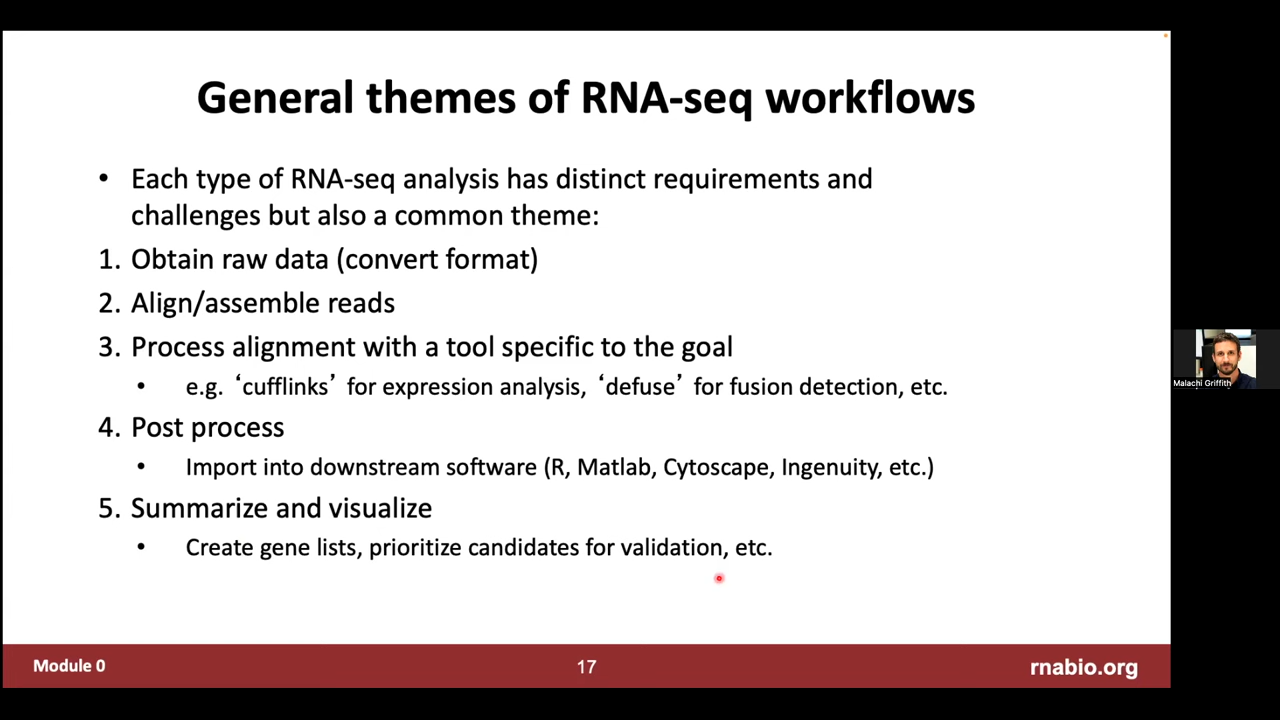 General themes of RNA-seq workflows
• Each type of RNA-seq analysis has distinct requirements and
challenges but also a common theme:
1. Obtain raw data (convert format)
2. Align/assemble reads
3. Process alignment with a tool specific to the goal
• e.g. ‘cufflinks’ for expression analysis, ‘defuse’ for fusion detection, etc.
4. Post process
• Import into downstream software (R, Matlab, Cytoscape, Ingenuity, etc.)
5. Summarize and visualize
• Create gene lists, prioritize candidates for validation, etc.
Malachi Griffith
Module 0
17
rnabio.org